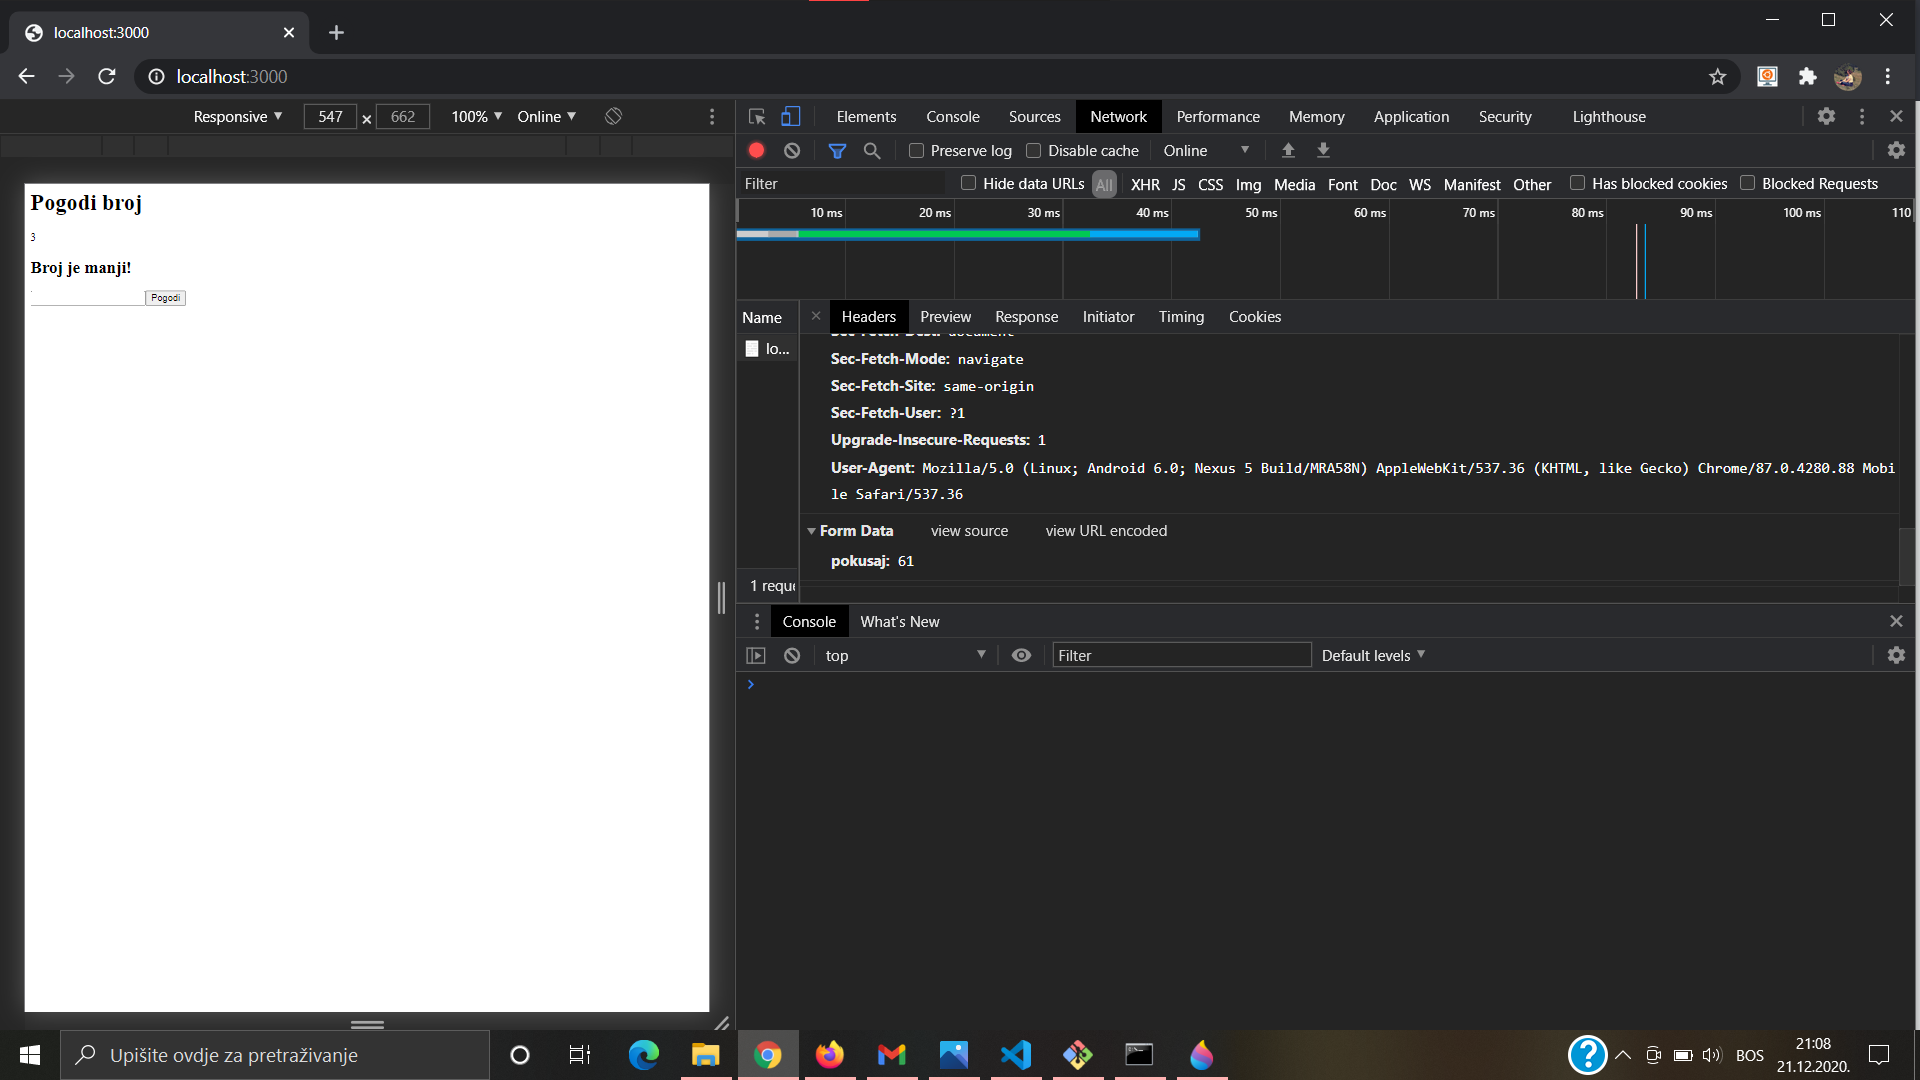 localhost:3000
localhost:3000
Responsive 547 × 662 100% Online
Elements Console Sources Network Performance Memory Application Security Lighthouse
Preserve log Disable cache Online
Filter Hide data URLs All XHR JS CSS Img Media Font Doc WS Manifest Other Has blocked cookies Blocked Requests
10 ms 20 ms 30 ms 40 ms 50 ms 60 ms 70 ms 80 ms 90 ms 100 ms 110
Pogodi broj
3
Broj je manji!
Pogodi
Name Headers Preview Response Initiator Timing Cookies
lo...
Sec-Fetch-Dest: document
Sec-Fetch-Mode: navigate
Sec-Fetch-Site: same-origin
Sec-Fetch-User: ?1
Upgrade-Insecure-Requests: 1
User-Agent: Mozilla/5.0 (Linux; Android 6.0; Nexus 5 Build/MRA58N) AppleWebKit/537.36 (KHTML, like Gecko) Chrome/87.0.4280.88 Mobi
le Safari/537.36
Form Data view source view URL encoded
pokusaj: 61
1 reque
Console What's New
top Filter Default levels
Upišite ovdje za pretraživanje
BOS
21:08
21.12.2020.